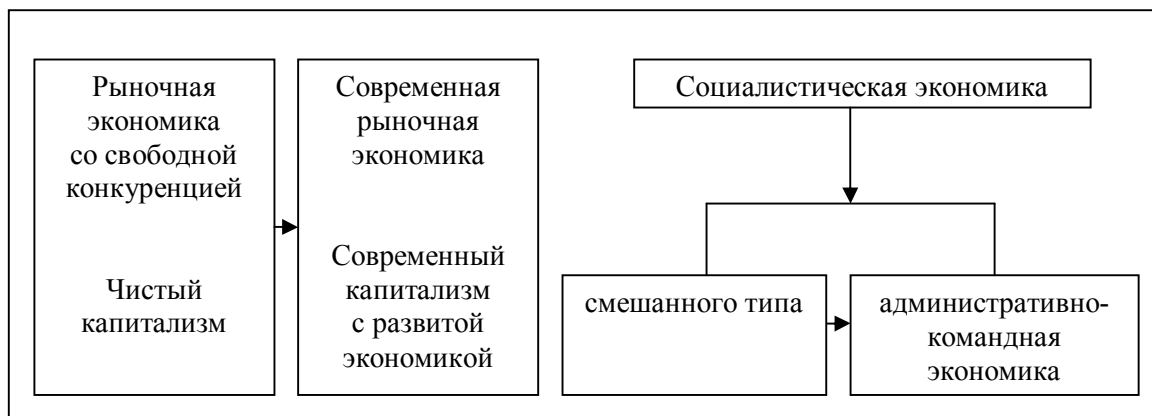 Рыночная
экономика
со свободной
конкуренцией
Чистый
капитализм
Современная
рыночная
экономика
Современный
капитализм
с развитой
экономикой
Социалистическая экономика
смешанного типа
административно-
командная
экономика